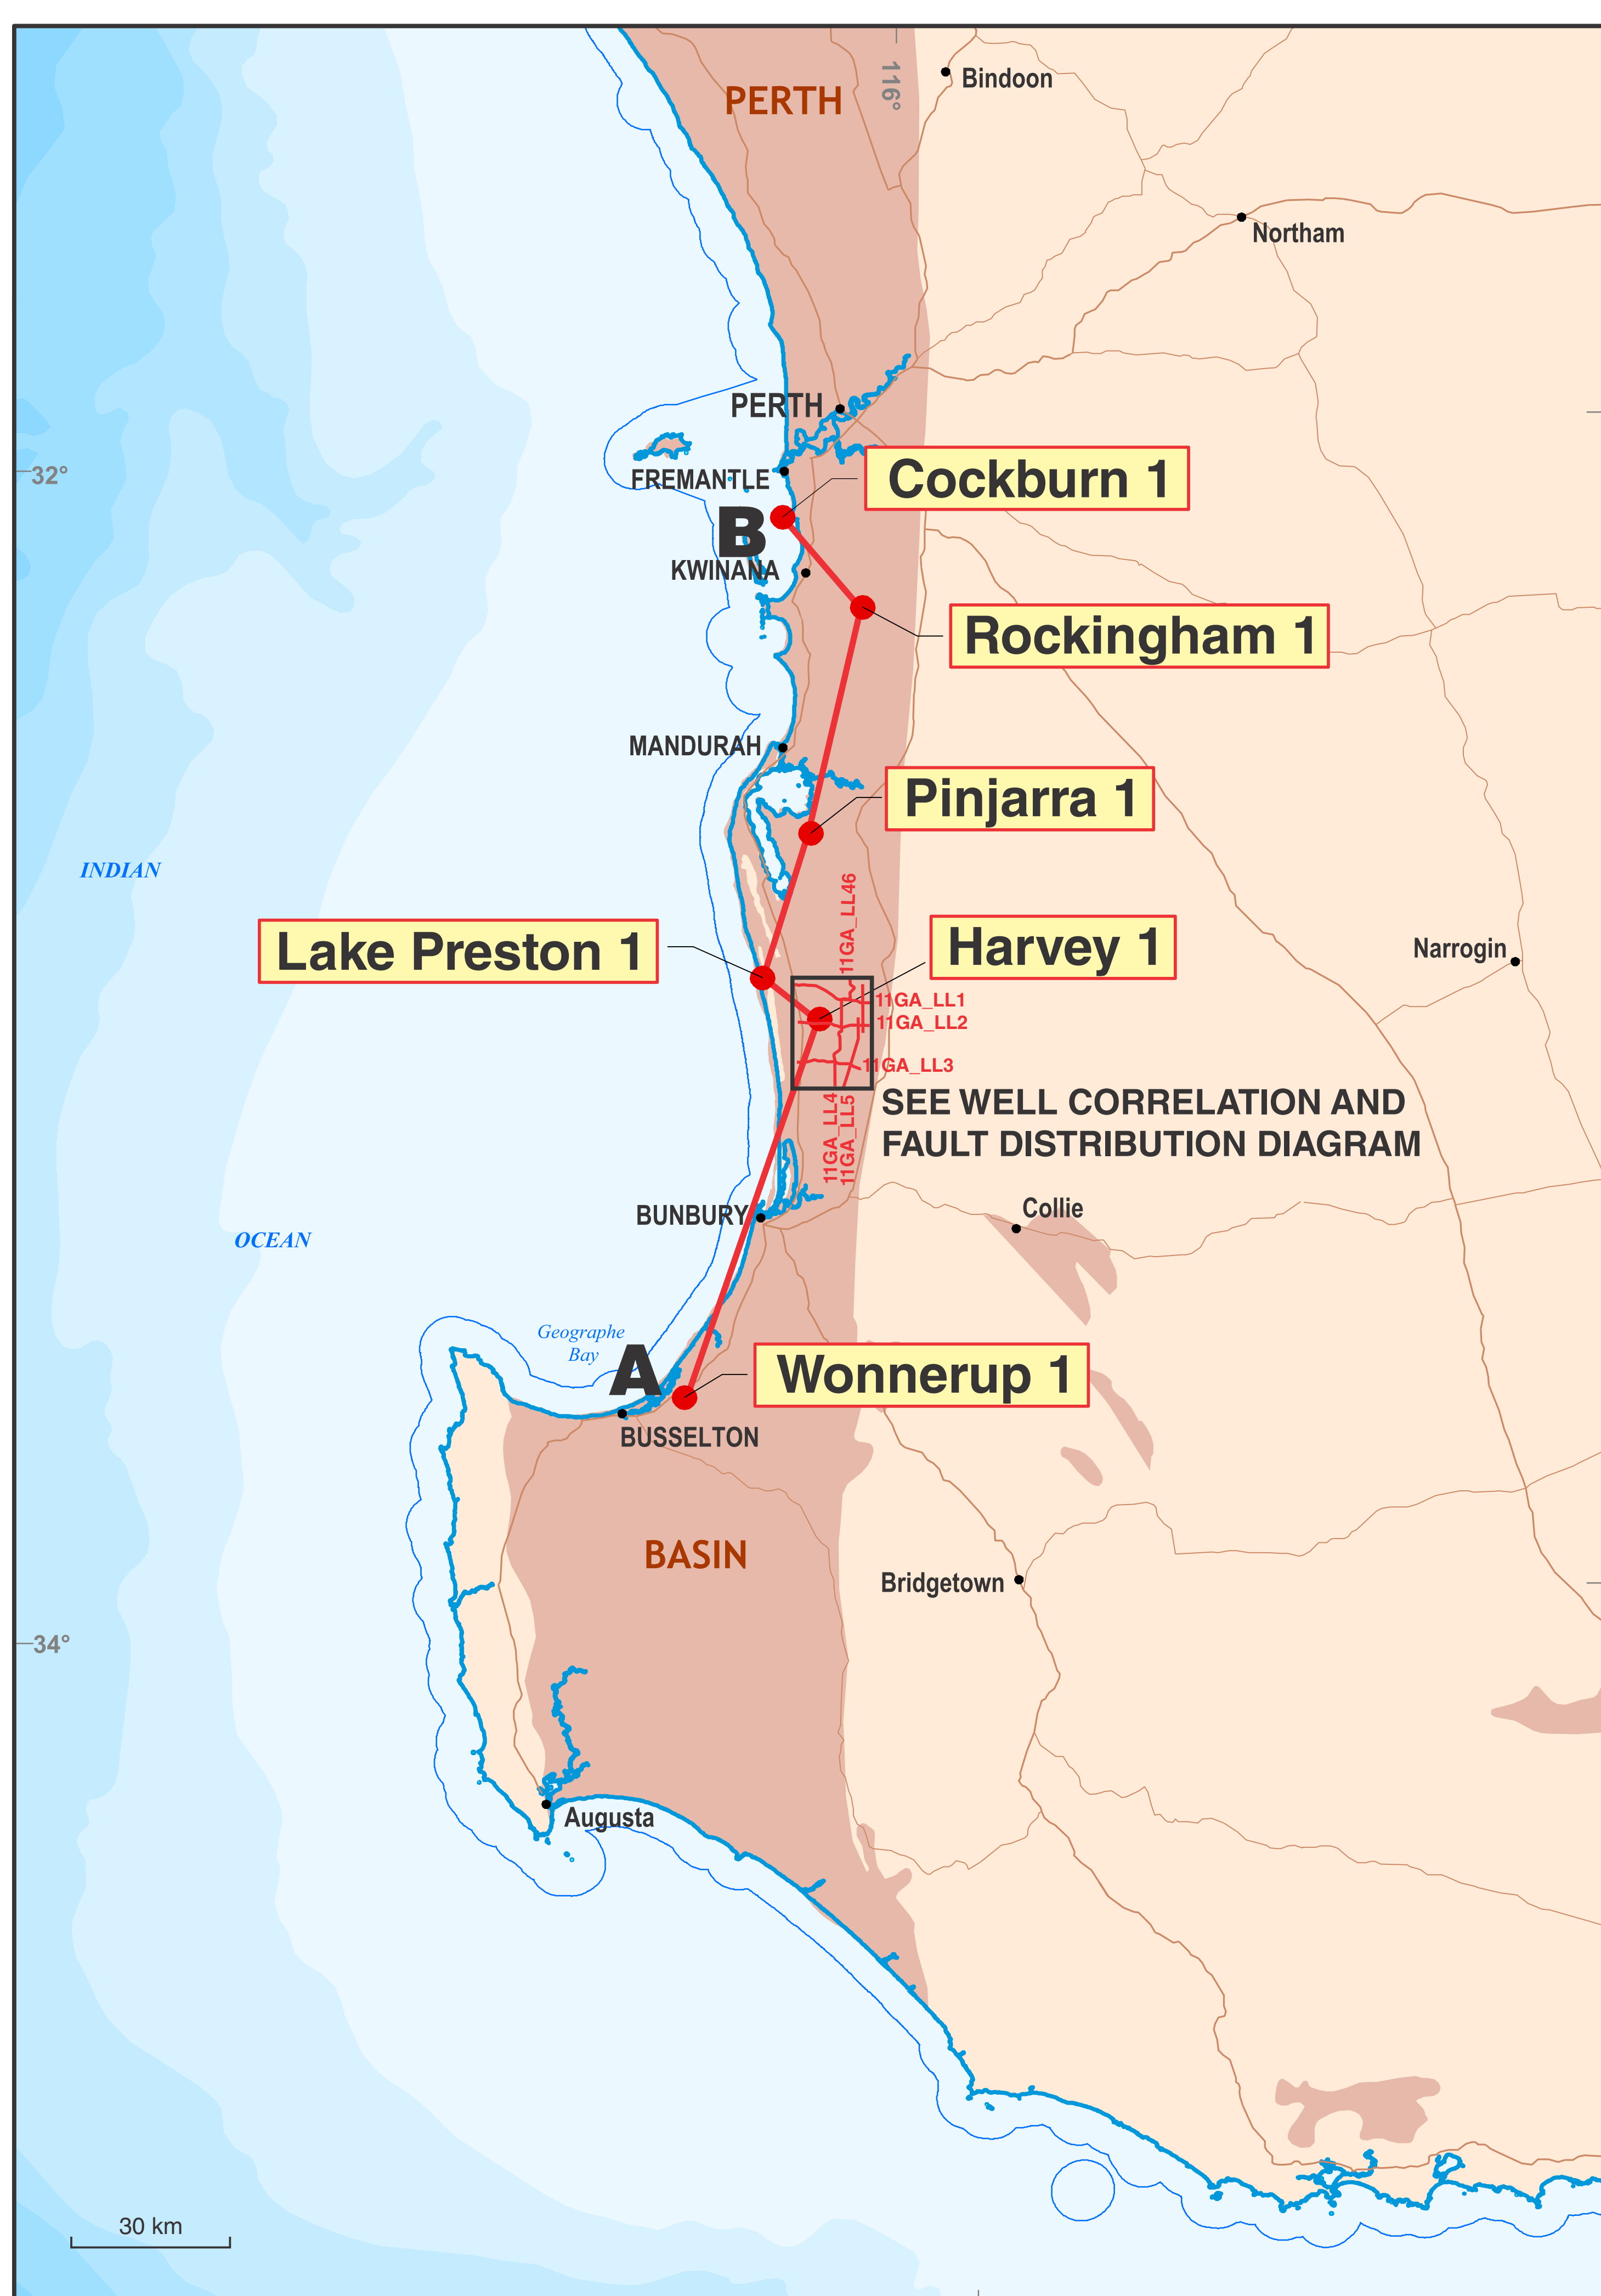 116°
Bindoon
PERTH
Northam
PERTH
32°
FREMANTLE
Cockburn 1
B
KWINANA
Rockingham 1
MANDURAH
Pinjarra 1
INDIAN
11GA_LL46
Lake Preston 1
Harvey 1
Narrogin
11GA_LL1
11GA_LL2
11GA_LL3
SEE WELL CORRELATION AND
FAULT DISTRIBUTION DIAGRAM
11GA_LL4
11GA_LL5
BUNBURY
Collie
OCEAN
Geographe
Bay
A
Wonnerup 1
BUSSELTON
BASIN
Bridgetown
34°
Augusta
30 km